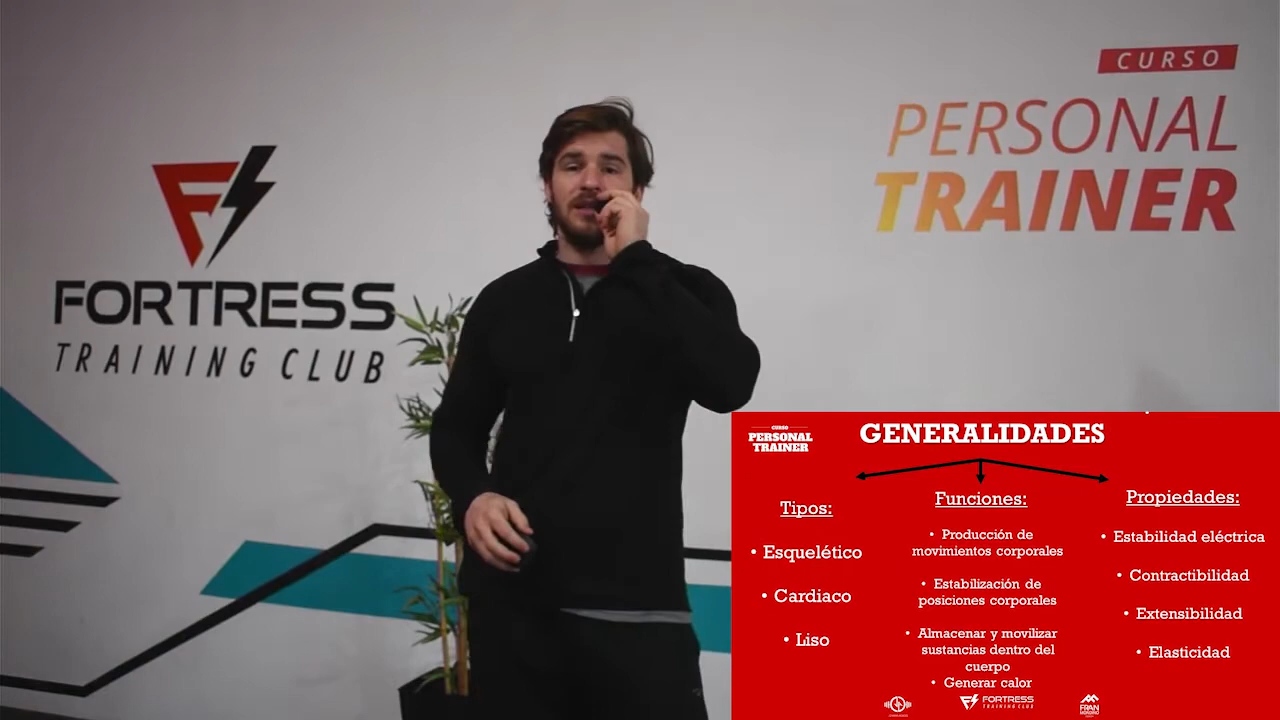 CURSO
PERSONAL
TRAINER
FORTRESS
TRAINING CLUB
CURSO
PERSONAL
TRAINER
GENERALIDADES
Tipos:
• Esquelético
• Cardiaco
• Liso
Funciones:
• Producción de
movimientos corporales
• Estabilización de
posiciones corporales
• Almacenar y movilizar
sustancias dentro del
cuerpo
• Generar calor
Propiedades:
• Estabilidad eléctrica
• Contractibilidad
• Extensibilidad
• Elasticidad
FORTRESS
TRAINING CLUB
FRAN